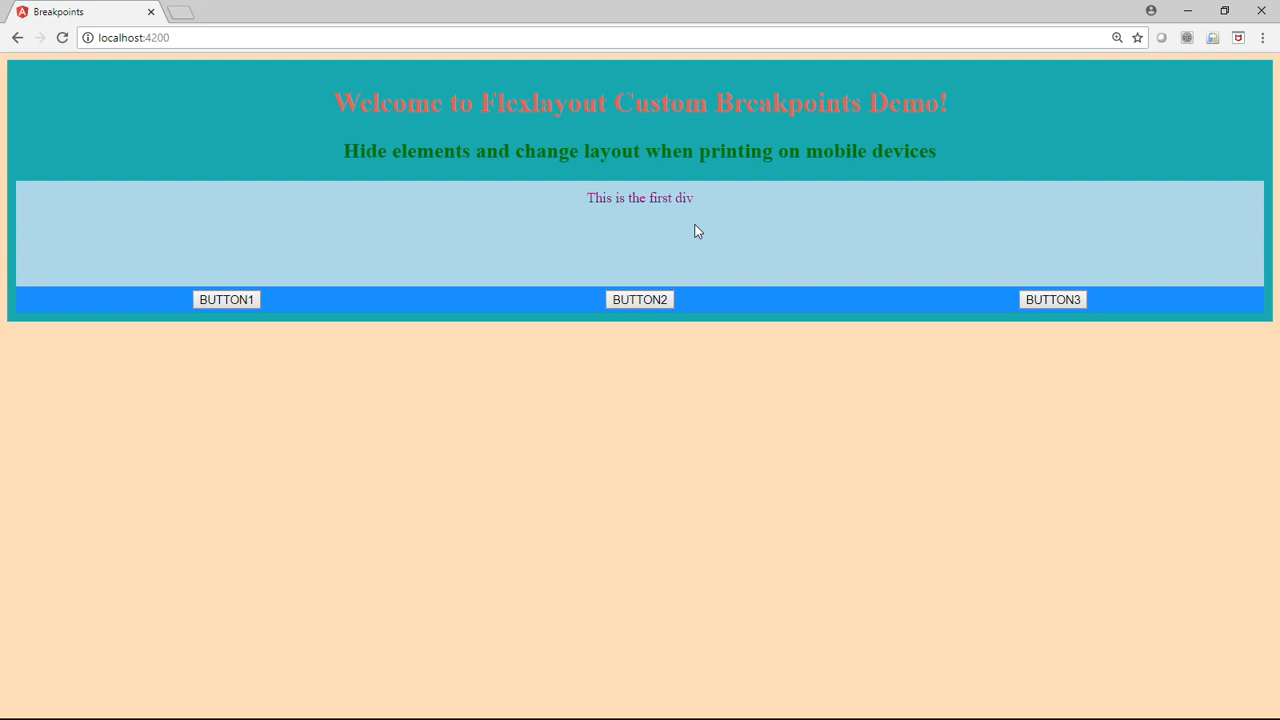 Breakpoints
localhost:4200
Welcome to Flexlayout Custom Breakpoints Demo!
Hide elements and change layout when printing on mobile devices
This is the first div
BUTTON1 BUTTON2 BUTTON3